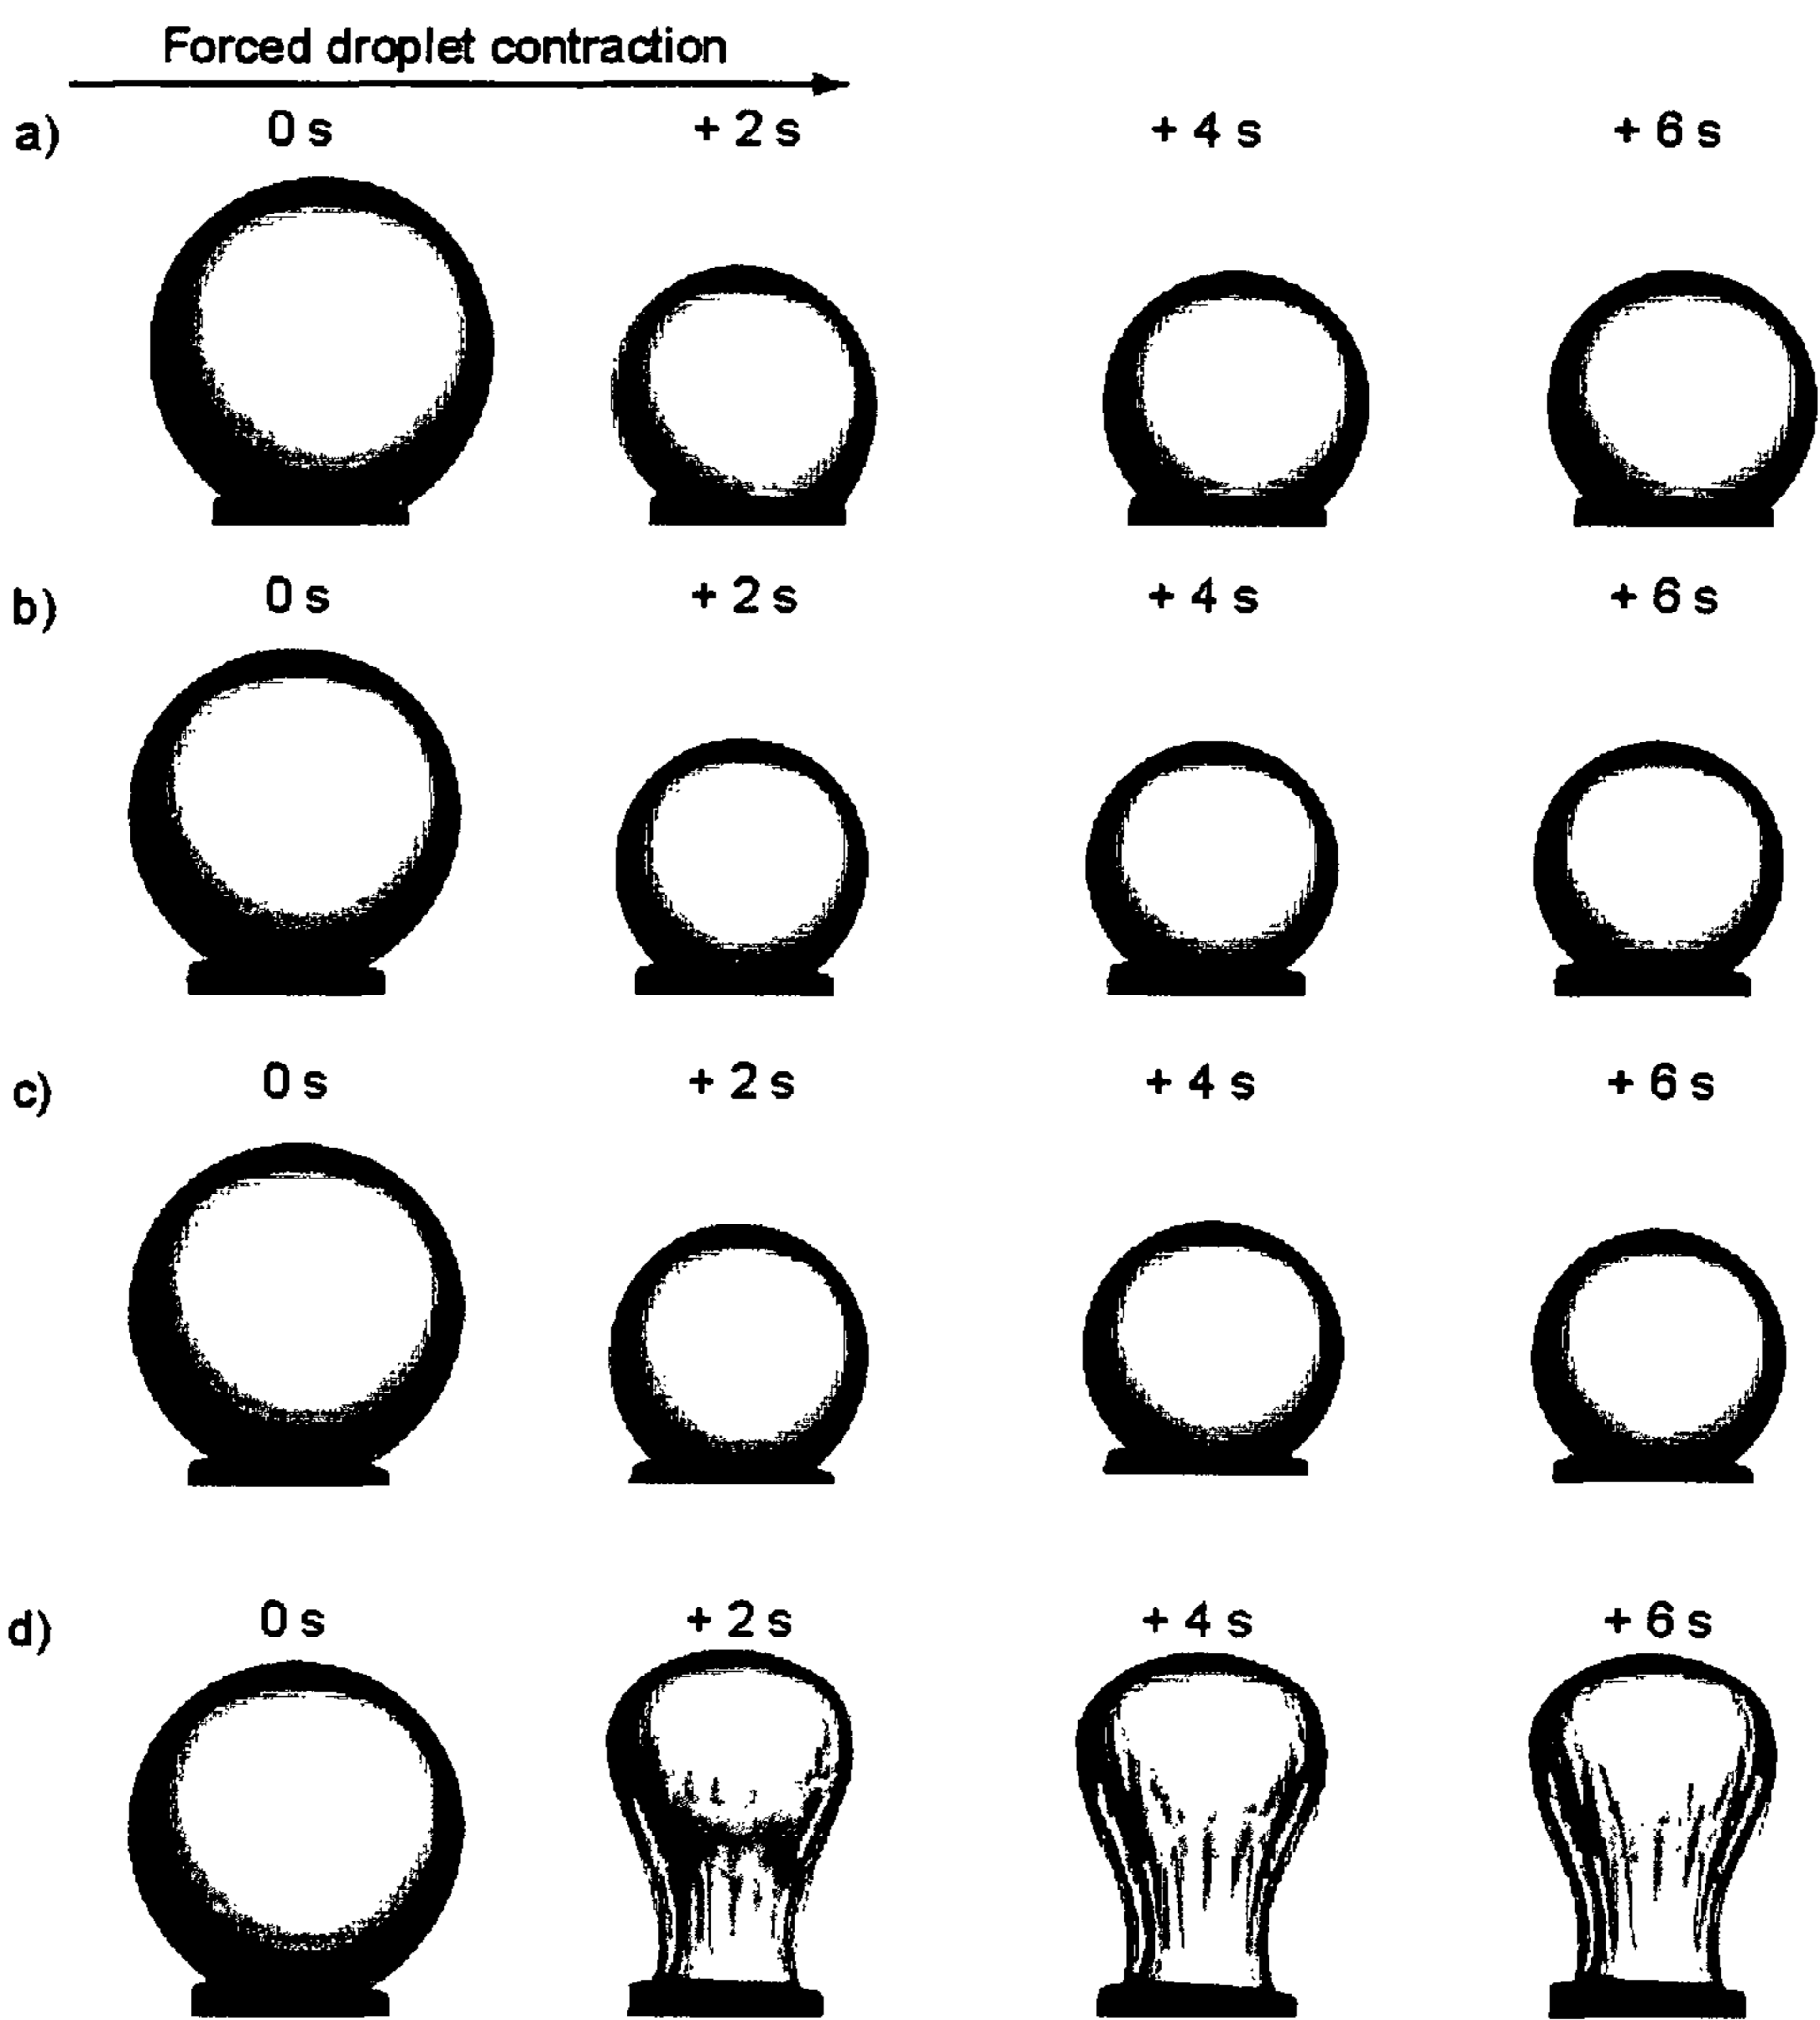 Forced droplet contraction
a) 0 s + 2 s + 4 s + 6 s
b) 0 s + 2 s + 4 s + 6 s
c) 0 s + 2 s + 4 s + 6 s
d) 0 s + 2 s + 4 s + 6 s